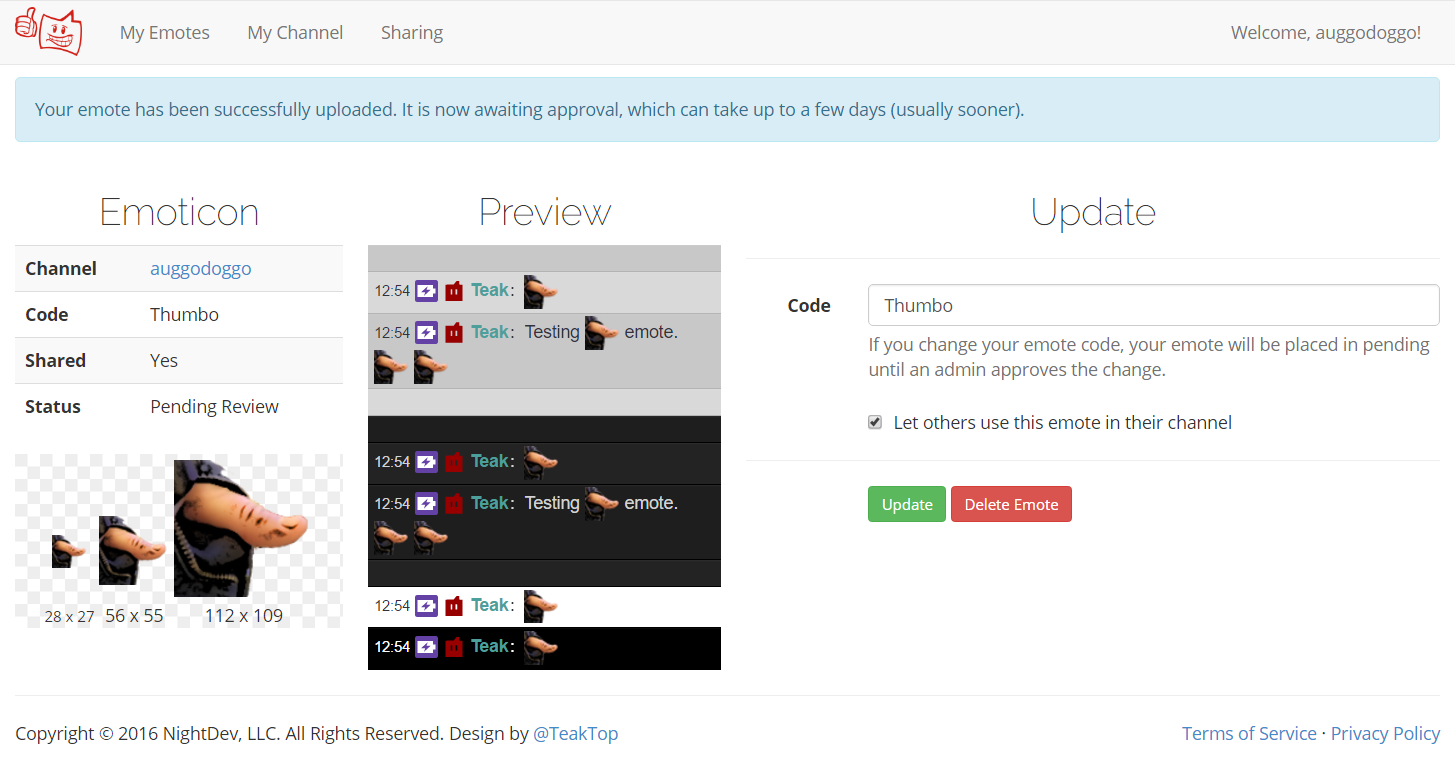 My Emotes My Channel Sharing Welcome, auggodoggo!
Your emote has been successfully uploaded. It is now awaiting approval, which can take up to a few days (usually sooner).
Emoticon
Channel auggodoggo
Code Thumbo
Shared Yes
Status Pending Review
28 x 27 56 x 55 112 x 109
Preview
12:54 Teak:
12:54 Teak: Testing emote.
12:54 Teak:
12:54 Teak: Testing emote.
12:54 Teak:
12:54 Teak:
Update
Code Thumbo
If you change your emote code, your emote will be placed in pending
until an admin approves the change.
Let others use this emote in their channel
Update Delete Emote
Copyright © 2016 NightDev, LLC. All Rights Reserved. Design by @TeakTop
Terms of Service · Privacy Policy